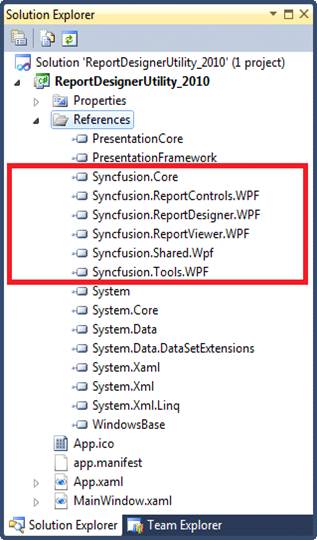 Solution Explorer
Solution 'ReportDesignerUtility_2010' (1 project)
ReportDesignerUtility_2010
Properties
References
PresentationCore
PresentationFramework
Syncfusion.Core
Syncfusion.ReportControls.WPF
Syncfusion.ReportDesigner.WPF
Syncfusion.ReportViewer.WPF
Syncfusion.Shared.Wpf
Syncfusion.Tools.WPF
System
System.Core
System.Data
System.Data.DataSetExtensions
System.Xaml
System.Xml
System.Xml.Linq
WindowsBase
App.ico
app.manifest
App.xaml
MainWindow.xaml
Solution Explorer Team Explorer